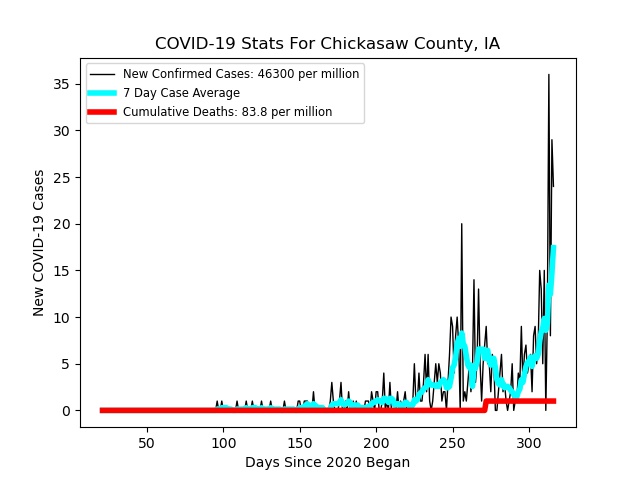 COVID-19 Stats For Chickasaw County, IA
New Confirmed Cases: 46300 per million
7 Day Case Average
Cumulative Deaths: 83.8 per million
New COVID-19 Cases
35
30
25
20
15
10
5
0
50 100 150 200 250 300
Days Since 2020 Began